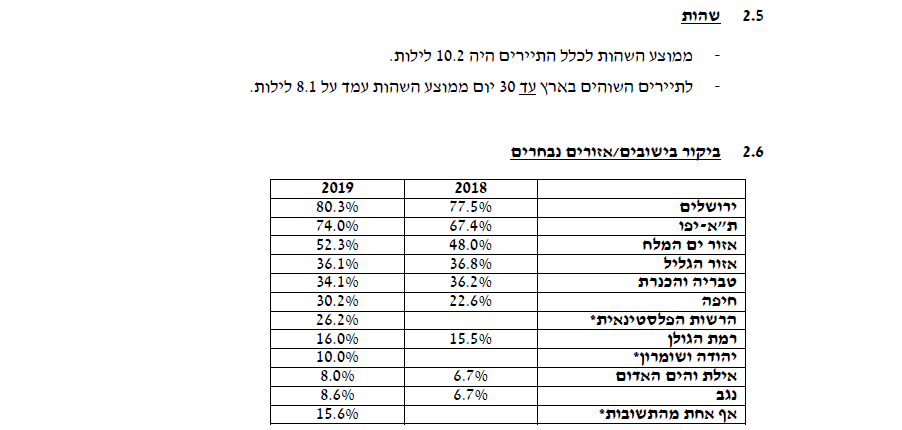 2.5 שהות
- ממוצע השהות לכלל התיירים היה 10.2 לילות.
- לתיירים השוהים בארץ עד 30 יום ממוצע השהות עמד על 8.1 לילות.
2.6 ביקור בישובים/אזורים נבחרים
2018 2019
ירושלים 77.5% 80.3%
ת"א-יפו 67.4% 74.0%
אזור ים המלח 48.0% 52.3%
אזור הגליל 36.8% 36.1%
טבריה והכנרת 36.2% 34.1%
חיפה 22.6% 30.2%
הרשות הפלסטינאית* 26.2%
רמת הגולן 15.5% 16.0%
יהודה ושומרון* 10.0%
אילת והים האדום 6.7% 8.0%
נגב 6.7% 8.6%
אף אחת מהתשובות* 15.6%